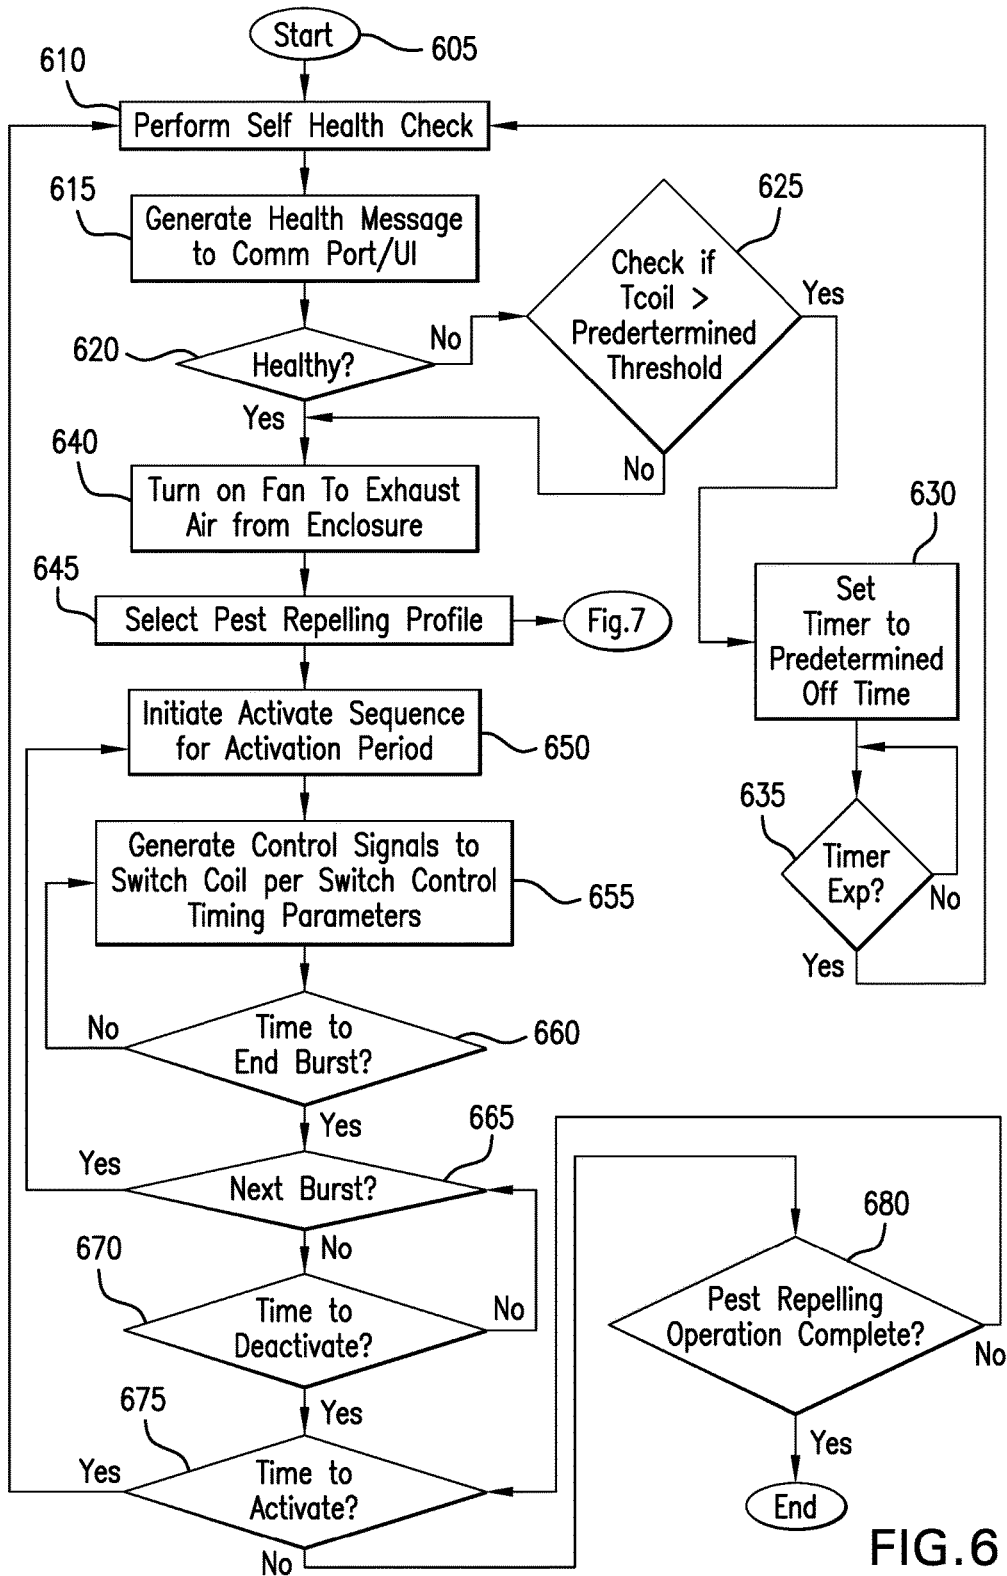 Start
605
610
Perform Self Health Check
615
Generate Health Message
to Comm Port/UI
620
Healthy?
No
Yes
625
Check if
Tcoil >
Predertermined
Threshold
Yes
No
630
Set
Timer to
Predetermined
Off Time
635
Timer
Exp?
No
Yes
640
Turn on Fan To Exhaust
Air from Enclosure
645
Select Pest Repelling Profile
Fig.7
Initiate Activate Sequence
for Activation Period
650
Generate Control Signals to
Switch Coil per Switch Control
Timing Parameters
655
Time to
End Burst?
660
No
Yes
665
Next Burst?
Yes
No
670
Time to
Deactivate?
No
Yes
675
Time to
Activate?
Yes
No
680
Pest Repelling
Operation Complete?
No
Yes
End
FIG.6